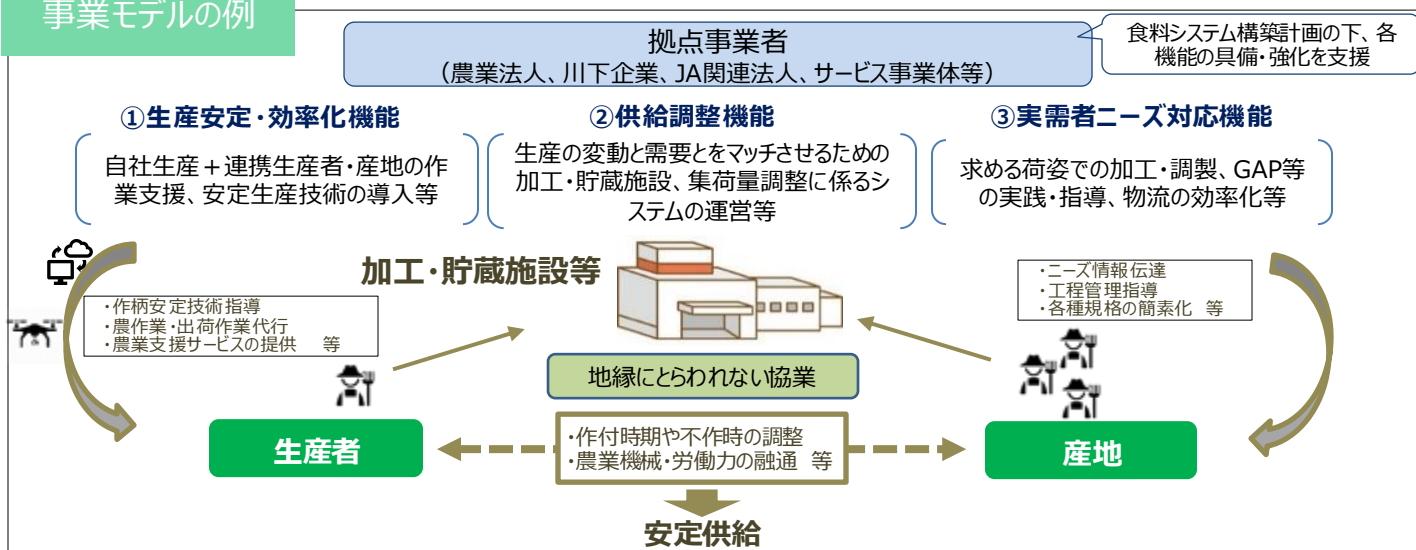 事業モデルの例
拠点事業者
（農業法人、川下企業、JA関連法人、サービス事業体等）
食料システム構築計画の下、各
機能の具備・強化を支援
①生産安定・効率化機能
自社生産＋連携生産者・産地の作
業支援、安定生産技術の導入等
②供給調整機能
生産の変動と需要とをマッチさせるための
加工・貯蔵施設、集荷量調整に係るシ
ステムの運営等
③実需者ニーズ対応機能
求める荷姿での加工・調製、GAP等
の実践・指導、物流の効率化等
加工・貯蔵施設等
・作柄安定技術指導
・農作業・出荷作業代行
・農業支援サービスの提供　等
・ニーズ情報伝達
・工程管理指導
・各種規格の簡素化　等
地縁にとらわれない協業
生産者
・作付時期や不作時の調整
・農業機械・労働力の融通　等
産地
安定供給